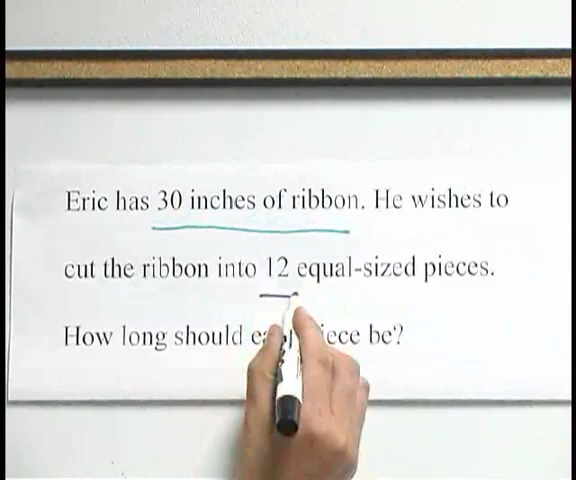 Eric has 30 inches of ribbon. He wishes to
cut the ribbon into 12 equal-sized pieces.
How long should be?